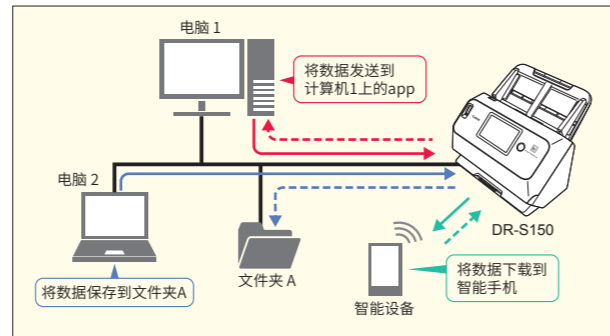 电脑 1
将数据发送到
计算机1上的app
电脑 2
DR-S150
将数据保存到文件夹A
文件夹 A
将数据下载到
智能手机
智能设备